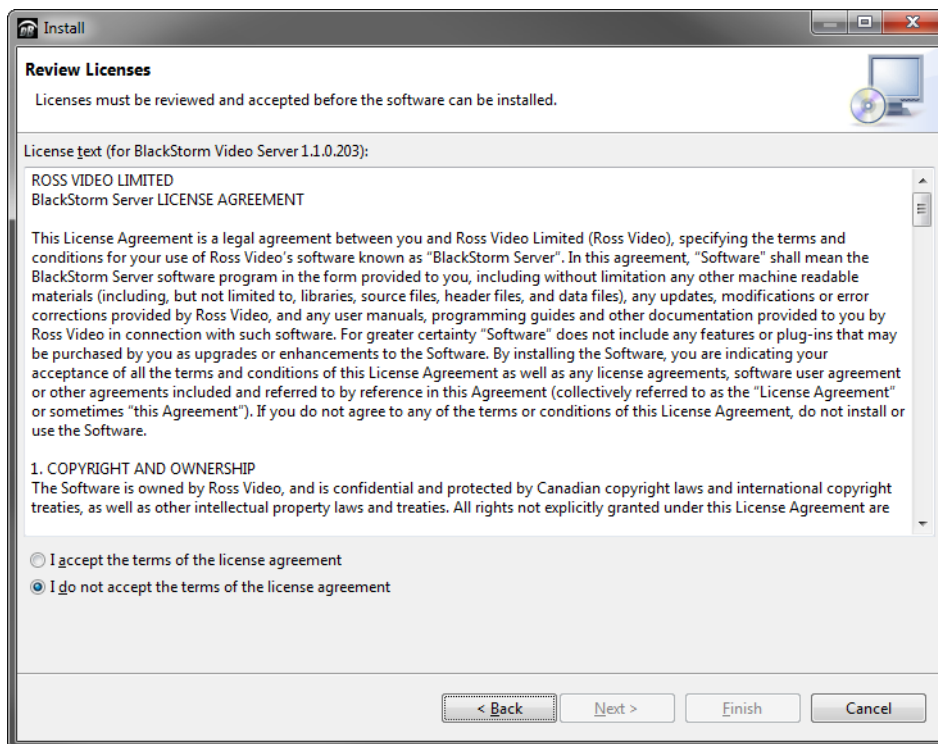 DB Install
Review Licenses
Licenses must be reviewed and accepted before the software can be installed.
License text (for BlackStorm Video Server 1.1.0.203):
ROSS VIDEO LIMITED
BlackStorm Server LICENSE AGREEMENT
This License Agreement is a legal agreement between you and Ross Video Limited (Ross Video), specifying the terms and
conditions for your use of Ross Video's software known as “BlackStorm Server”. In this agreement, “Software” shall mean the
BlackStorm Server software program in the form provided to you, including without limitation any other machine readable
materials (including, but not limited to, libraries, source files, header files, and data files), any updates, modifications or error
corrections provided by Ross Video, and any user manuals, programming guides and other documentation provided to you by
Ross Video in connection with such software. For greater certainty “Software” does not include any features or plug-ins that may
be purchased by you as upgrades or enhancements to the Software. By installing the Software, you are indicating your
acceptance of all the terms and conditions of this License Agreement as well as any license agreements, software user agreement
or other agreements included and referred to by reference in this Agreement (collectively referred to as the “License Agreement”
or sometimes “this Agreement”). If you do not agree to any of the terms or conditions of this License Agreement, do not install or
use the Software.
1. COPYRIGHT AND OWNERSHIP
The Software is owned by Ross Video, and is confidential and protected by Canadian copyright laws and international copyright
treaties, as well as other intellectual property laws and treaties. All rights not explicitly granted under this License Agreement are
I accept the terms of the license agreement
I do not accept the terms of the license agreement
< Back Next > Finish Cancel